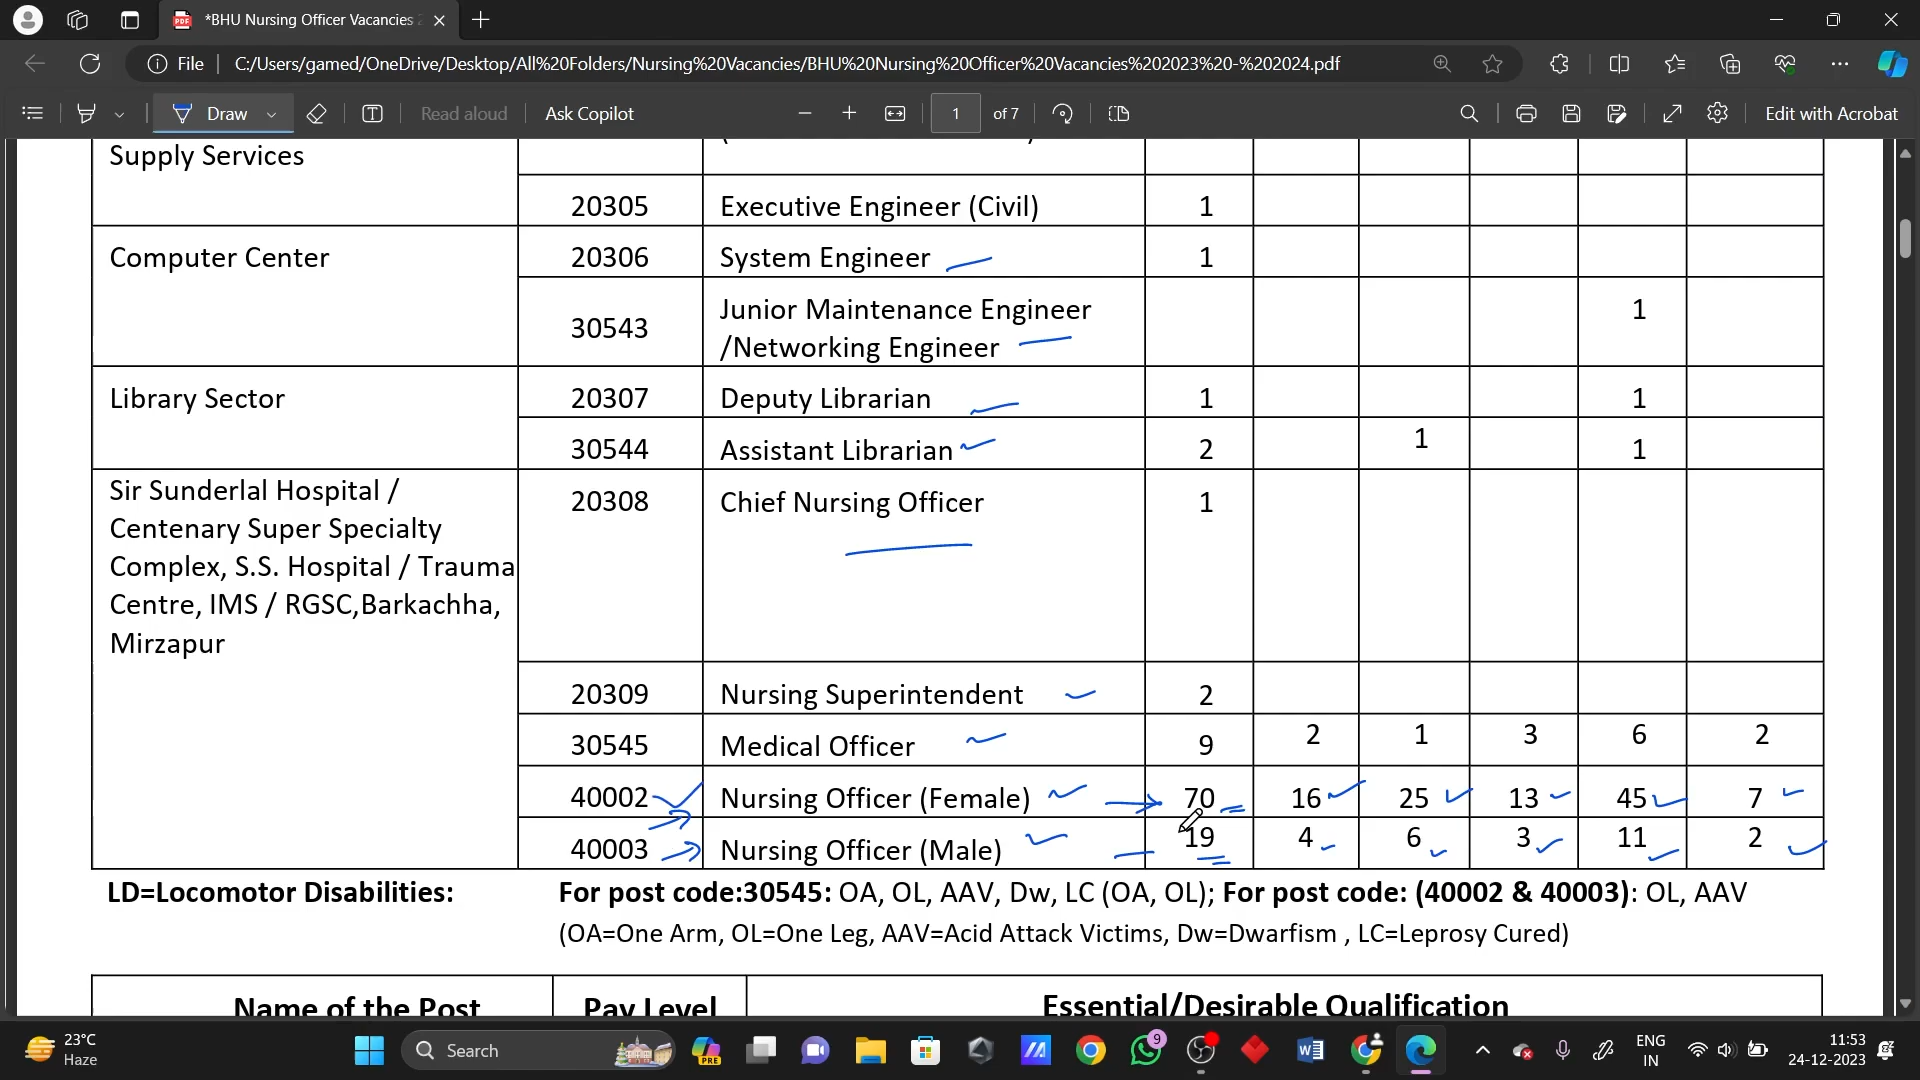 *BHU Nursing Officer Vacancies 2
File
C:/Users/gamed/OneDrive/Desktop/All%20Folders/Nursing%20Vacancies/BHU%20Nursing%20Officer%20Vacancies%202023%20-%202024.pdf
Draw
Read aloud
Ask Copilot
1 of 7
Edit with Acrobat
Supply Services
20305 Executive Engineer (Civil) 1
Computer Center 20306 System Engineer 1
30543 Junior Maintenance Engineer 1
/Networking Engineer
Library Sector 20307 Deputy Librarian 1 1
30544 Assistant Librarian 2 1 1
Sir Sunderlal Hospital / 20308 Chief Nursing Officer 1
Centenary Super Specialty
Complex, S.S. Hospital / Trauma
Centre, IMS / RGSC,Barkachha,
Mirzapur
20309 Nursing Superintendent 2
30545 Medical Officer 9 2 1 3 6 2
40002 Nursing Officer (Female) 70 16 25 13 45 7
40003 Nursing Officer (Male) 19 4 6 3 11 2
LD=Locomotor Disabilities: For post code:30545: OA, OL, AAV, Dw, LC (OA, OL); For post code: (40002 & 40003): OL, AAV
(OA=One Arm, OL=One Leg, AAV=Acid Attack Victims, Dw=Dwarfism , LC=Leprosy Cured)
Name of the Post Pay Level Essential/Desirable Qualification
23°C
Haze
Search
PRE
9
ENG
IN
11:53
24-12-2023